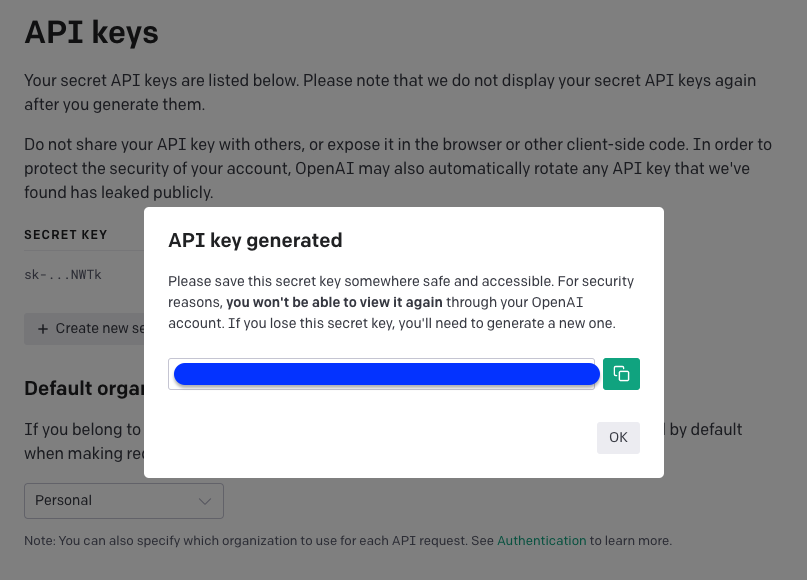 API keys
Your secret API keys are listed below. Please note that we do not display your secret API keys again
after you generate them.
Do not share your API key with others, or expose it in the browser or other client-side code. In order to
protect the security of your account, OpenAI may also automatically rotate any API key that we've
found has leaked publicly.
SECRET KEY
sk-...NWTk
+ Create new se
API key generated
Please save this secret key somewhere safe and accessible. For security
reasons, you won't be able to view it again through your OpenAI
account. If you lose this secret key, you'll need to generate a new one.
OK
Default orga
If you belong to
by default
when making re
Personal
Note: You can also specify which organization to use for each API request. See Authentication to learn more.